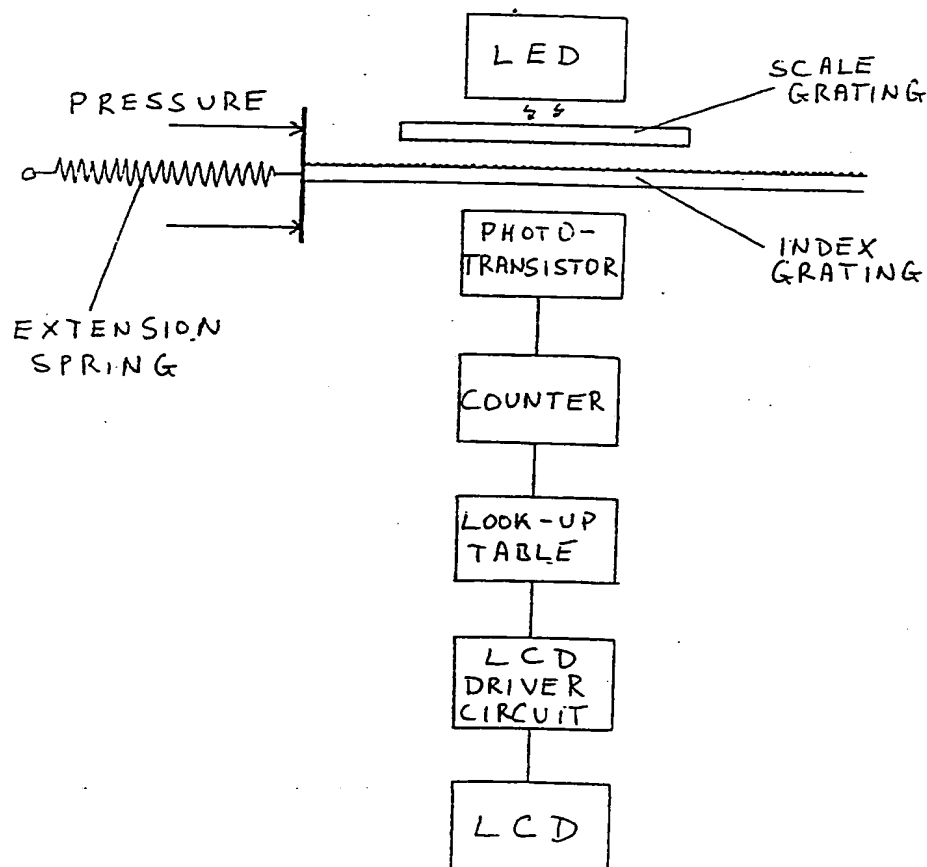 LED
SCALE
GRATING
PRESSURE
PHOTO-
TRANSISTOR
INDEX
GRATING
EXTENSION
SPRING
COUNTER
LOOK-UP
TABLE
LCD
DRIVER
CIRCUIT
LCD